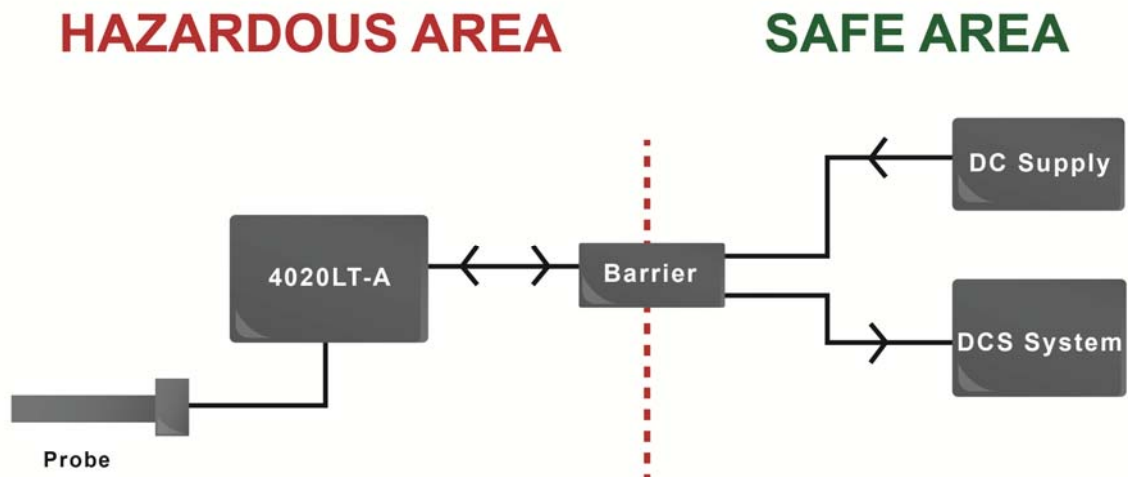 HAZARDOUS AREA
SAFE AREA
DC Supply
4020LT-A
Barrier
DCS System
Probe